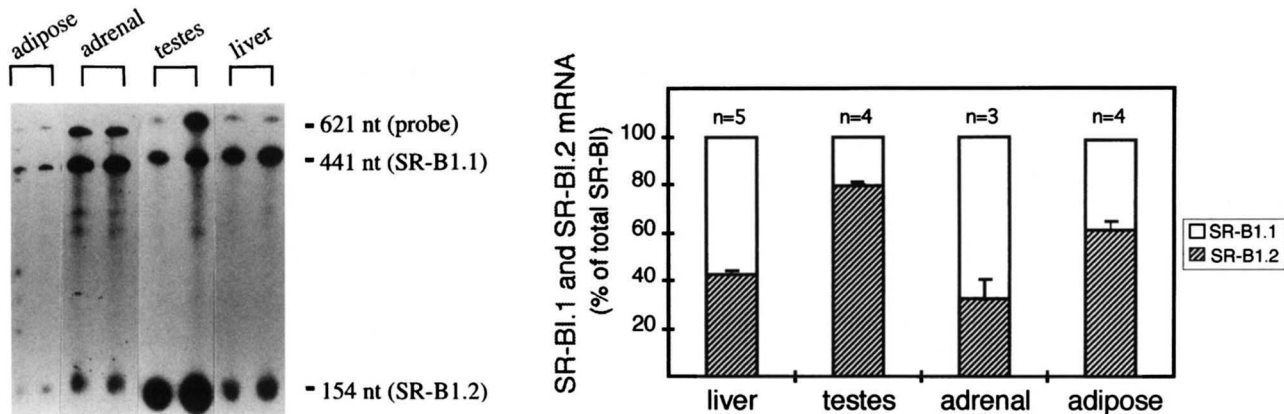 adipose
adrenal
testes
liver
- 621 nt (probe)
- 441 nt (SR-B1.1)
- 154 nt (SR-B1.2)
SR-BI.1 and SR-BI.2 mRNA
(% of total SR-BI)
n=5
n=4
n=3
n=4
100
80
60
40
20
liver
testes
adrenal
adipose
SR-B1.1
SR-B1.2